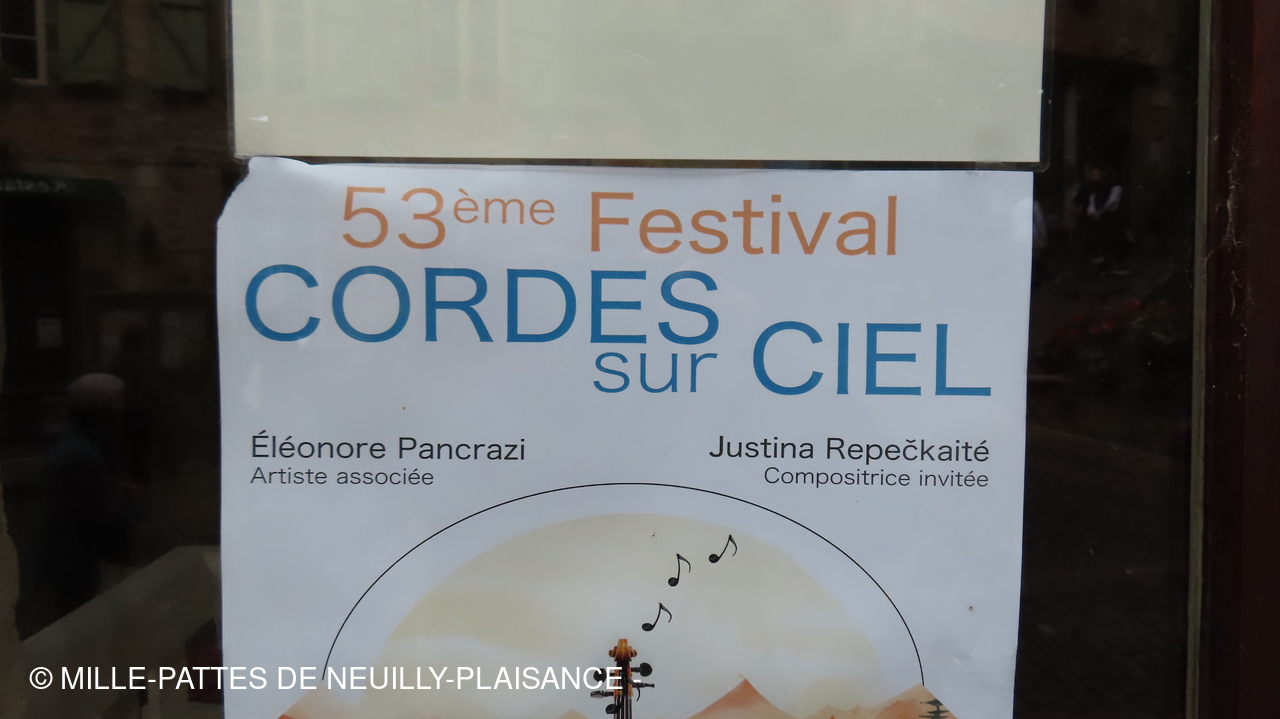 53ème Festival
CORDES
sur CIEL
Éléonore Pancrazi
Artiste associée
Justina Repečkaité
Compositrice invitée
© MILLE-PATTES DE NEUILLY-PLAISANCE -